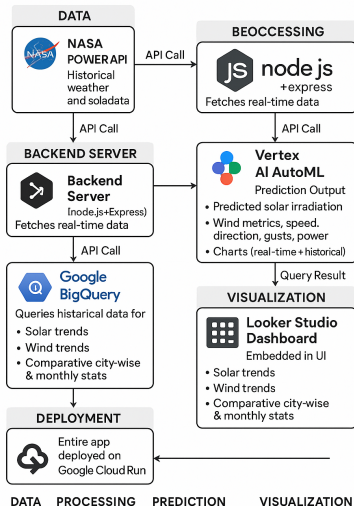 DATA
NASA
NASA
POWER API
Historical
weather
and soladata
API Call
API Call
BEOCCESSING
JS
node js
+express
Fetches real-time data
API Call
BACKEND SERVER
Backend
Server
(node.js+Express)
Fetches real-time data
API Call
Vertex
AI AutoML
Prediction Output
• Predicted solar irradiation
• Wind metrics, speed.
direction, gusts, power
• Charts (real-time + historical)
Query Result
Google
BigQuery
Queries histarical data for
• Solar trends
• Wind trends
• Comparative city-wise
& monthly stats
VISUALIZATION
Looker Studio
Dashboard
Embedded in UI
• Solar trends
• Wind trends
• Comparative city-wise
& monthly stats
DEPLOYMENT
Entire app
deployed on
Google Cloud Run
DATA PROCESSING PREDICTION VISUALIZATION